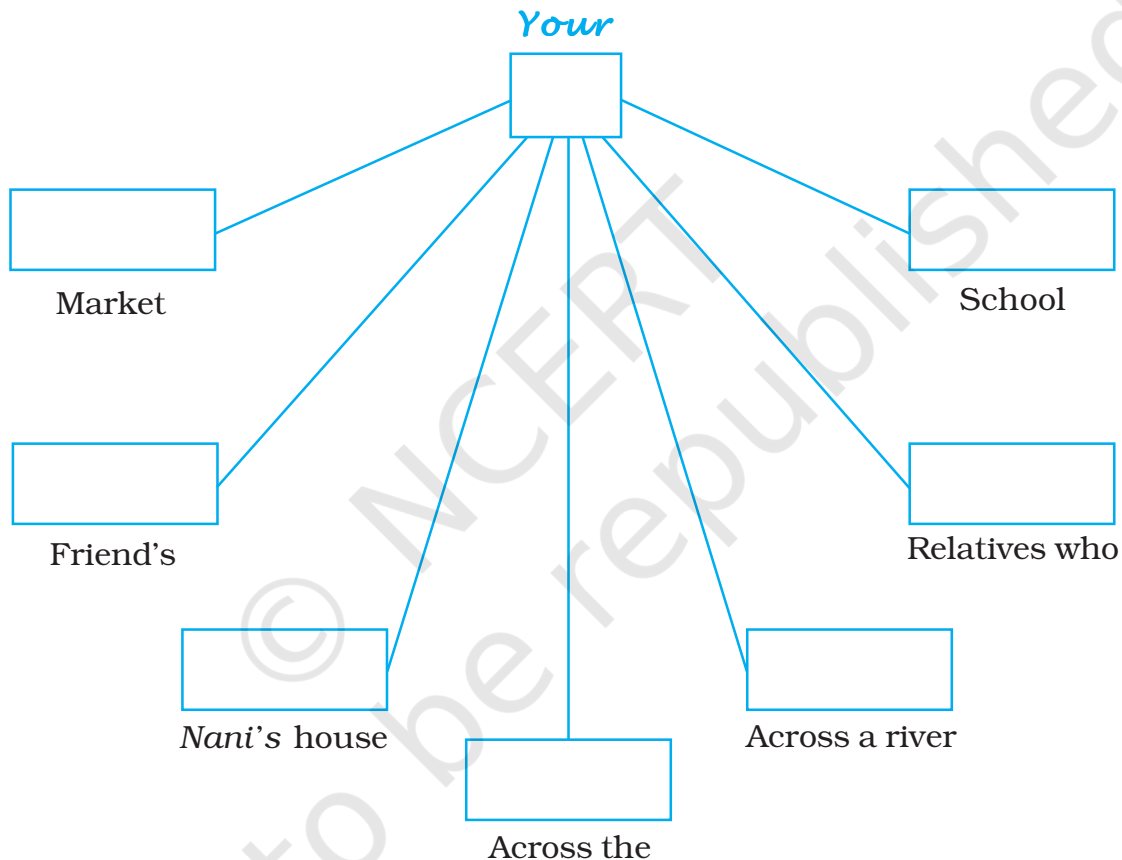 Your
Market
School
Friend's
Relatives who
Nani's house
Across a river
Across the
© NCERT
to be republished